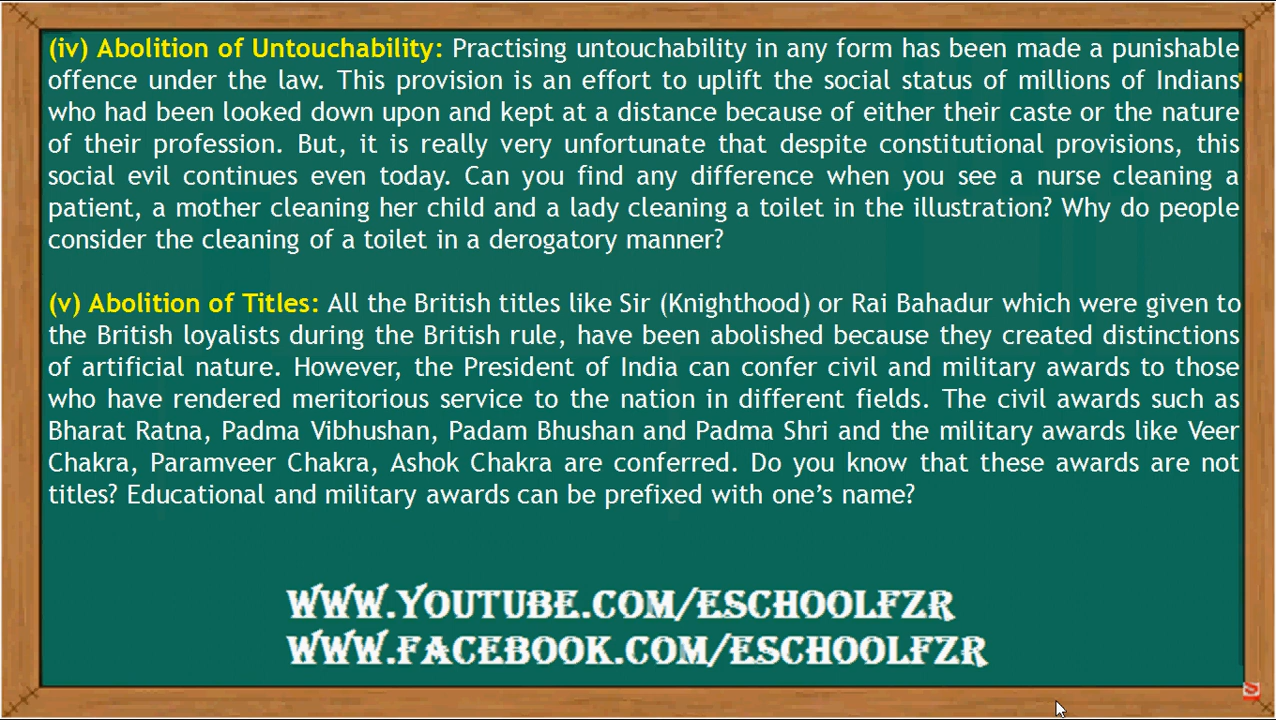 (iv) Abolition of Untouchability: Practising untouchability in any form has been made a punishable
offence under the law. This provision is an effort to uplift the social status of millions of Indians
who had been looked down upon and kept at a distance because of either their caste or the nature
of their profession. But, it is really very unfortunate that despite constitutional provisions, this
social evil continues even today. Can you find any difference when you see a nurse cleaning a
patient, a mother cleaning her child and a lady cleaning a toilet in the illustration? Why do people
consider the cleaning of a toilet in a derogatory manner?
(v) Abolition of Titles: All the British titles like Sir (Knighthood) or Rai Bahadur which were given to
the British loyalists during the British rule, have been abolished because they created distinctions
of artificial nature. However, the President of India can confer civil and military awards to those
who have rendered meritorious service to the nation in different fields. The civil awards such as
Bharat Ratna, Padma Vibhushan, Padam Bhushan and Padma Shri and the military awards like Veer
Chakra, Paramveer Chakra, Ashok Chakra are conferred. Do you know that these awards are not
titles? Educational and military awards can be prefixed with one’s name?
WWW.YOUTUBE.COM/ESCHOOLFZR
WWW.FACEBOOK.COM/ESCHOOLFZR
S